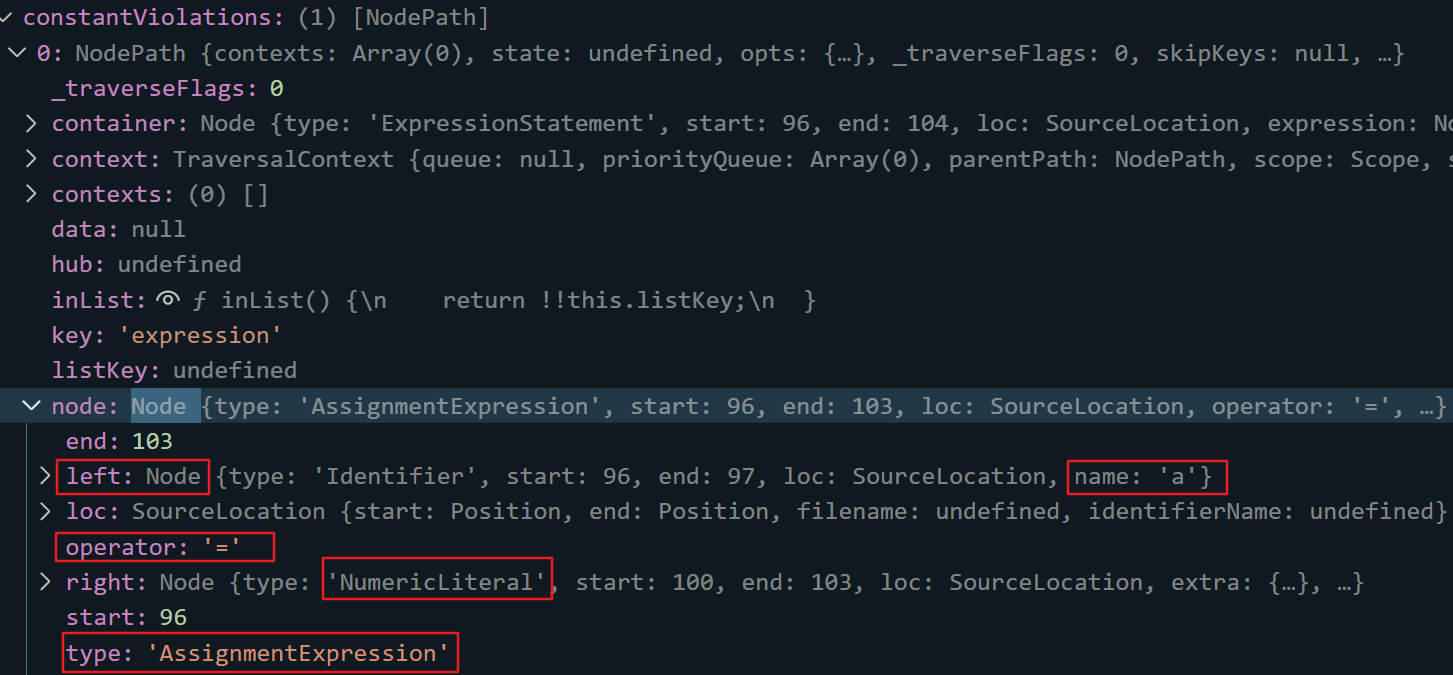 constantViolations: (1) [NodePath]
0: NodePath {contexts: Array(0), state: undefined, opts: {…}, _traverseFlags: 0, skipKeys: null, …}
_traverseFlags: 0
container: Node {type: 'ExpressionStatement', start: 96, end: 104, loc: SourceLocation, expression: No
context: TraversalContext {queue: null, priorityQueue: Array(0), parentPath: NodePath, scope: Scope, s
contexts: (0) []
data: null
hub: undefined
inList: ƒ inList() {\n    return !!this.listKey;\n  }
key: 'expression'
listKey: undefined
node: Node {type: 'AssignmentExpression', start: 96, end: 103, loc: SourceLocation, operator: '=', …}
end: 103
left: Node {type: 'Identifier', start: 96, end: 97, loc: SourceLocation, name: 'a'}
loc: SourceLocation {start: Position, end: Position, filename: undefined, identifierName: undefined}
operator: '='
right: Node {type: 'NumericLiteral', start: 100, end: 103, loc: SourceLocation, extra: {…}, …}
start: 96
type: 'AssignmentExpression'